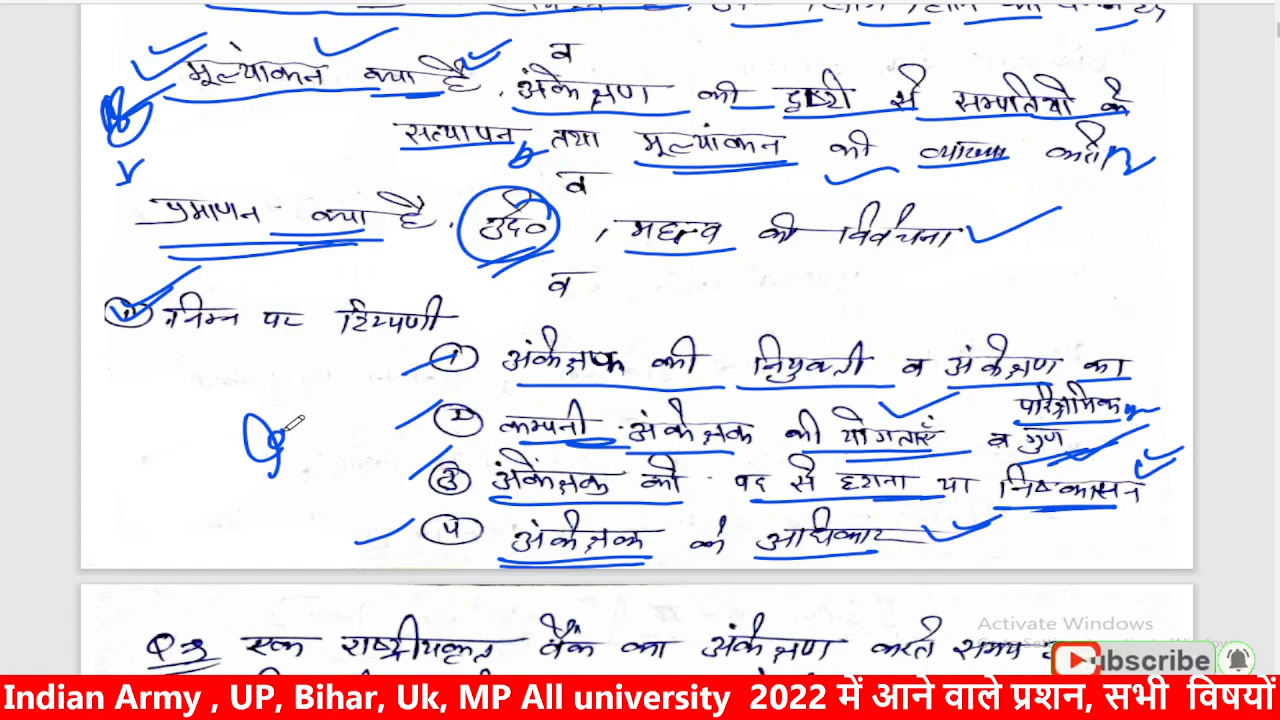 व
मूल्यांकन क्या है . अंकेक्षण की दृष्टी से सम्पतियो के
सत्यापन तथा मूल्यांकन की व्याख्या
व
प्रमाणन क्या है . उद्दे० , महत्व की विवेचना
व
निम्न पर टिप्पणी
① अंकेक्षक की नियुक्ती व अंकेक्षण का
पारिश्रमिक
② कम्पनी अंकेक्षक की योग्ताएँ व गुण
③ अंकेक्षक को पद से हटाना या निष्कासन
④ अंकेक्षक के अधिकार
Q3 एक राष्ट्रीयकृत बैंक का अंकेक्षण करते समय
Activate Windows
Subscribe
Indian Army , UP, Bihar, Uk, MP All university 2022 में आने वाले प्रशन, सभी विषयों